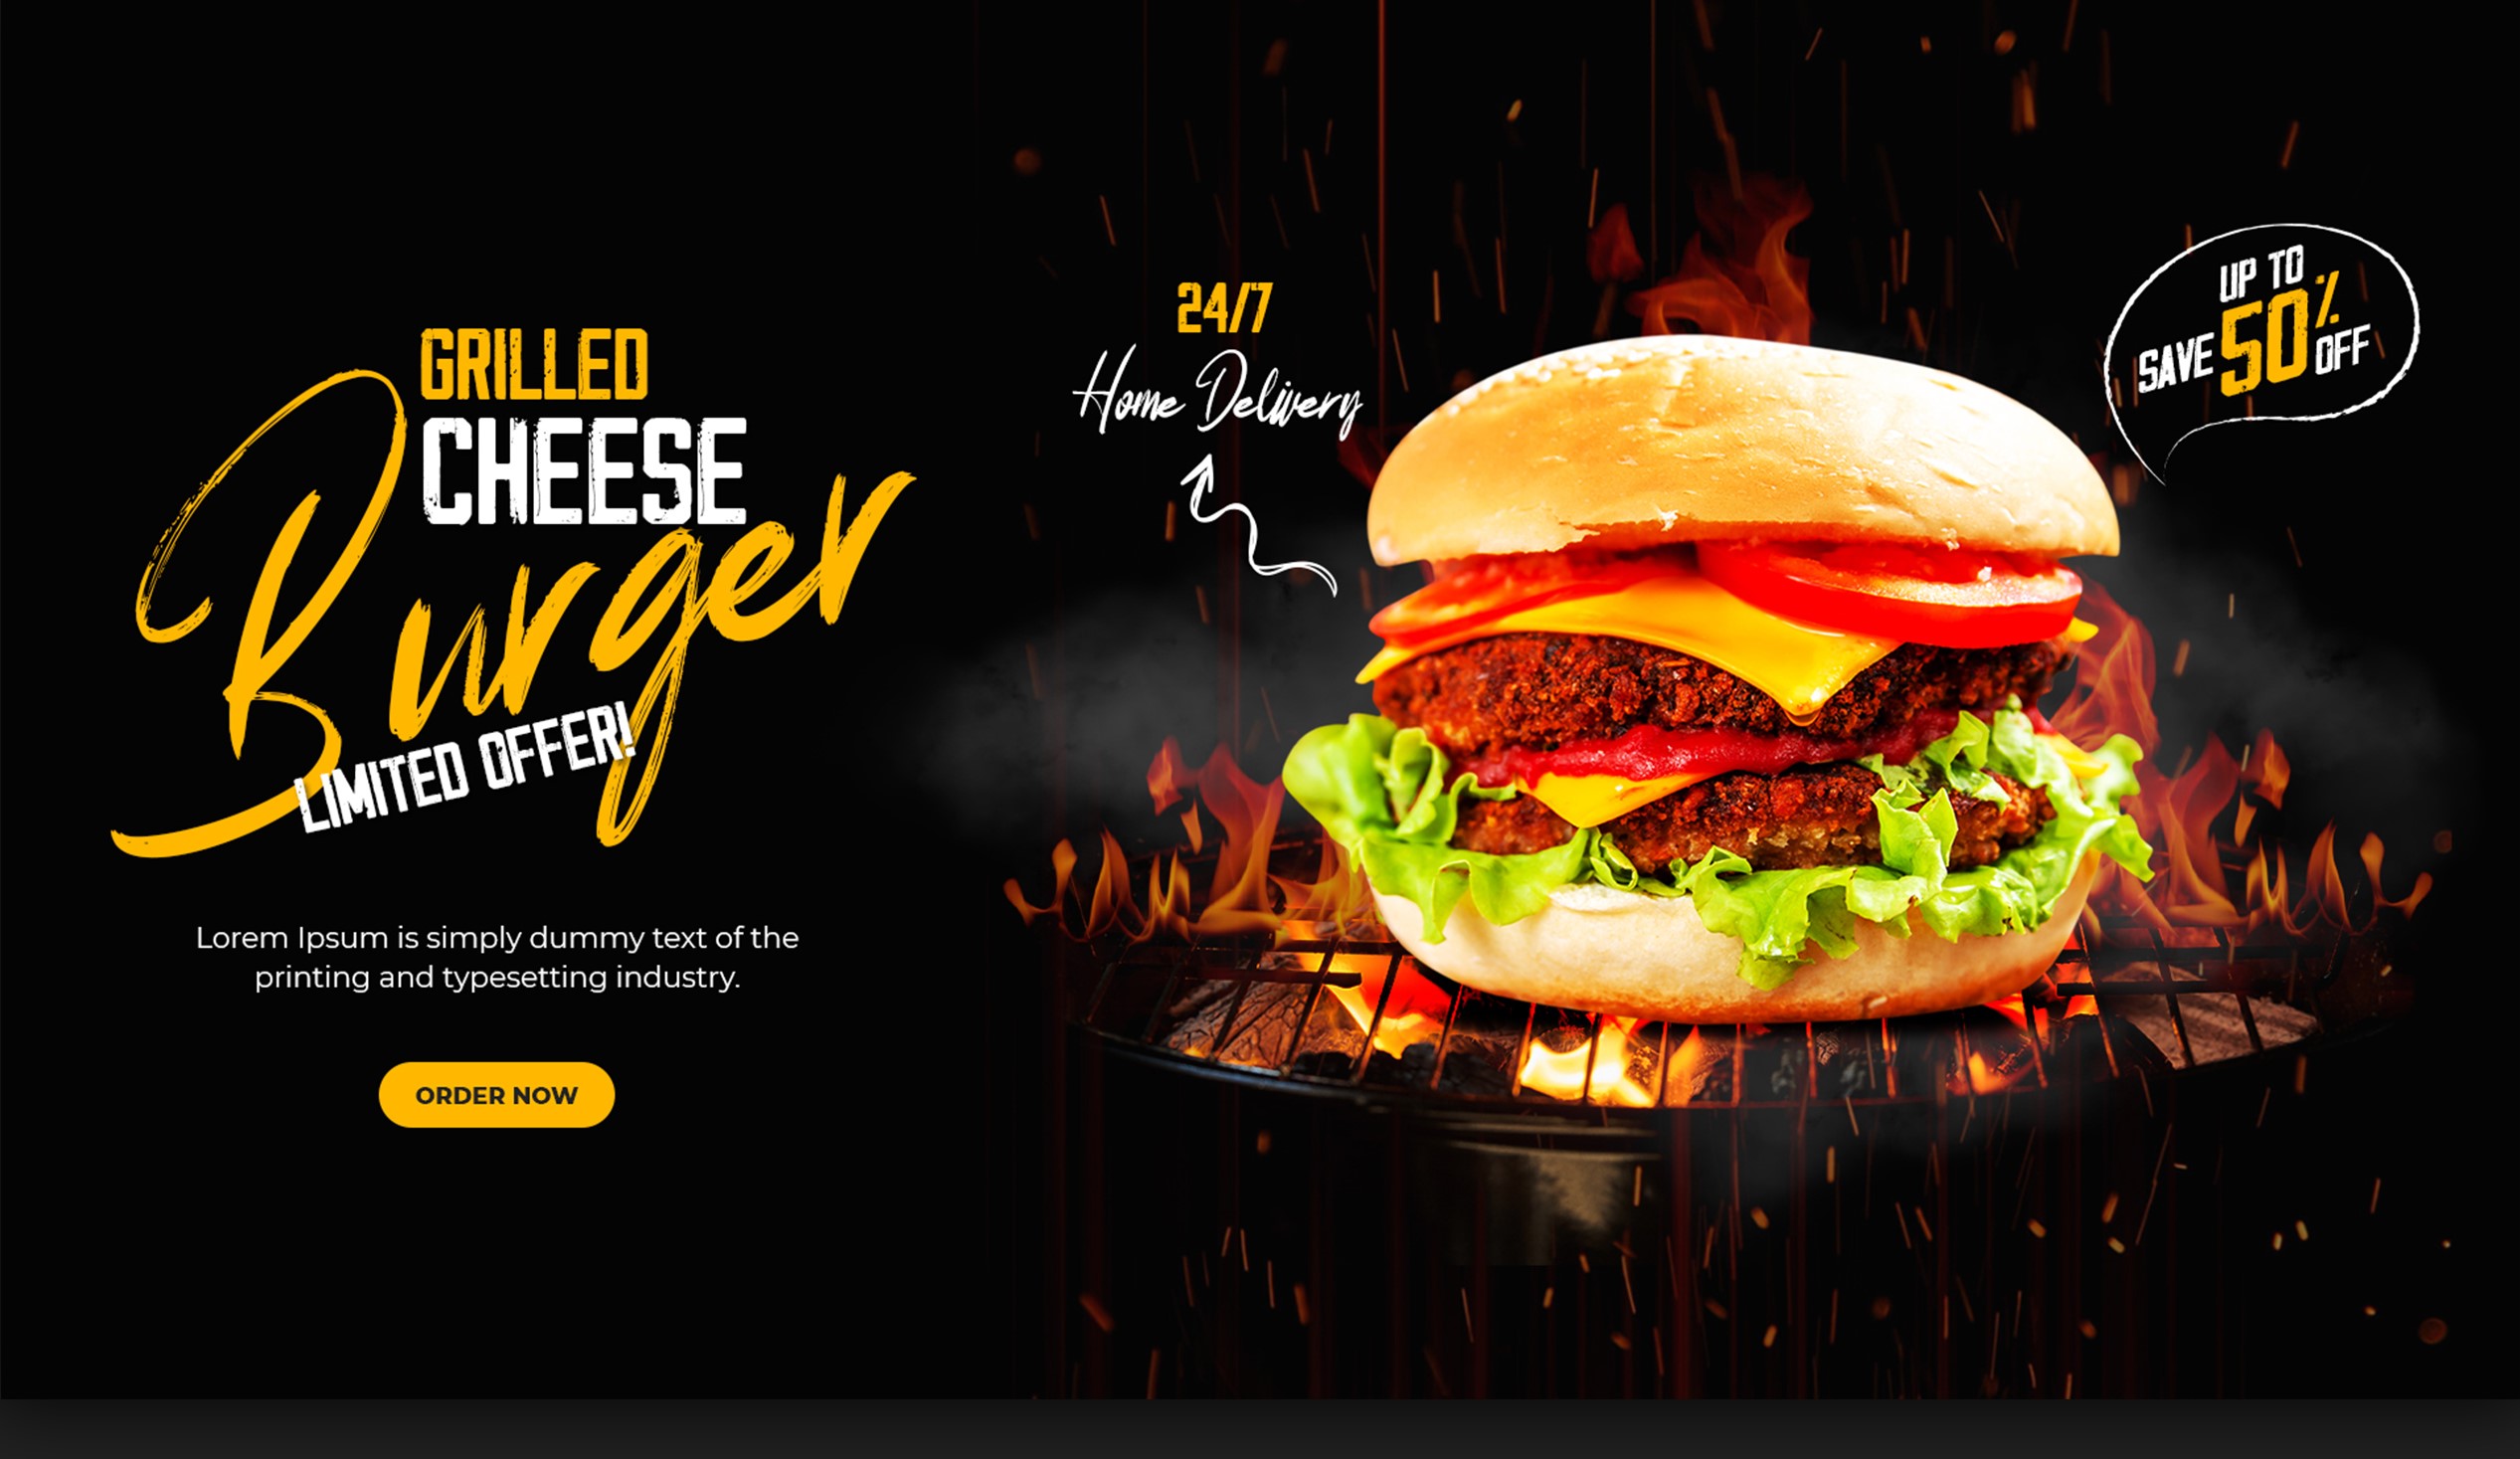 GRILLED
CHEESE
Burger
LIMITED OFFER!
Lorem Ipsum is simply dummy text of the
printing and typesetting industry.
ORDER NOW
24/7
Home Delivery
UP TO
SAVE 50% OFF